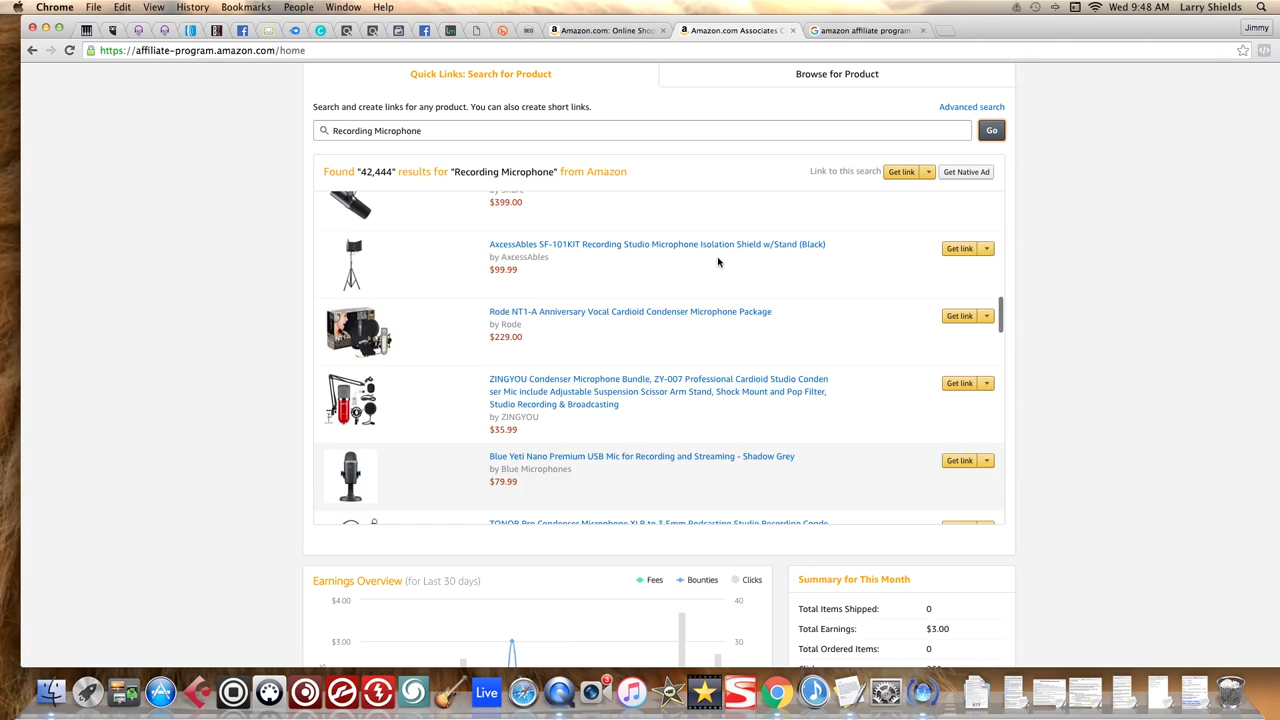 Chrome File Edit View History Bookmarks People Window Help
Wed 9:48 AM Larry Shields
Amazon.com: Online Shop
Amazon.com Associates C
amazon affiliate program
Jimmy
https://affiliate-program.amazon.com/home
Quick Links: Search for Product
Browse for Product
Search and create links for any product. You can also create short links.
Advanced search
Recording Microphone
Go
Found "42,444" results for "Recording Microphone" from Amazon
Link to this search
Get link
Get Native Ad
by Shure
$399.00
AxcessAbles SF-101KIT Recording Studio Microphone Isolation Shield w/Stand (Black)
by AxcessAbles
$99.99
Get link
Rode NT1-A Anniversary Vocal Cardioid Condenser Microphone Package
by Rode
$229.00
Get link
ZINGYOU Condenser Microphone Bundle, ZY-007 Professional Cardioid Studio Conden
ser Mic include Adjustable Suspension Scissor Arm Stand, Shock Mount and Pop Filter,
Studio Recording & Broadcasting
by ZINGYOU
$35.99
Get link
Blue Yeti Nano Premium USB Mic for Recording and Streaming - Shadow Grey
by Blue Microphones
$79.99
Get link
TONOR Pro Condenser Microphone XLR to 3.5mm Podcasting Studio Recording Conde
Earnings Overview (for Last 30 days)
Fees
Bounties
Clicks
$4.00
40
$3.00
30
Summary for This Month
Total Items Shipped: 0
Total Earnings: $3.00
Total Ordered Items: 0
Live
3